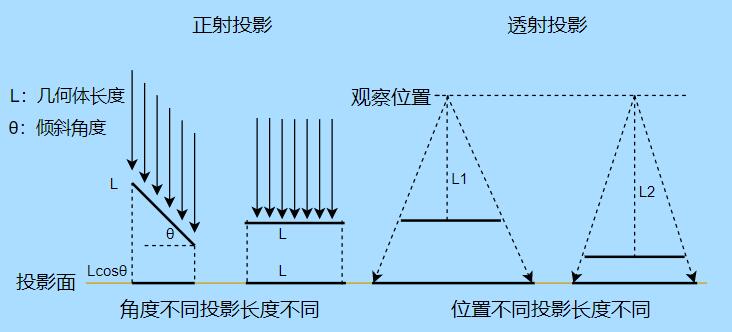 正射投影
透射投影
L：几何体长度
θ：倾斜角度
观察位置
L
θ
L
L1
L2
Lcosθ
L
投影面
角度不同投影长度不同
位置不同投影长度不同